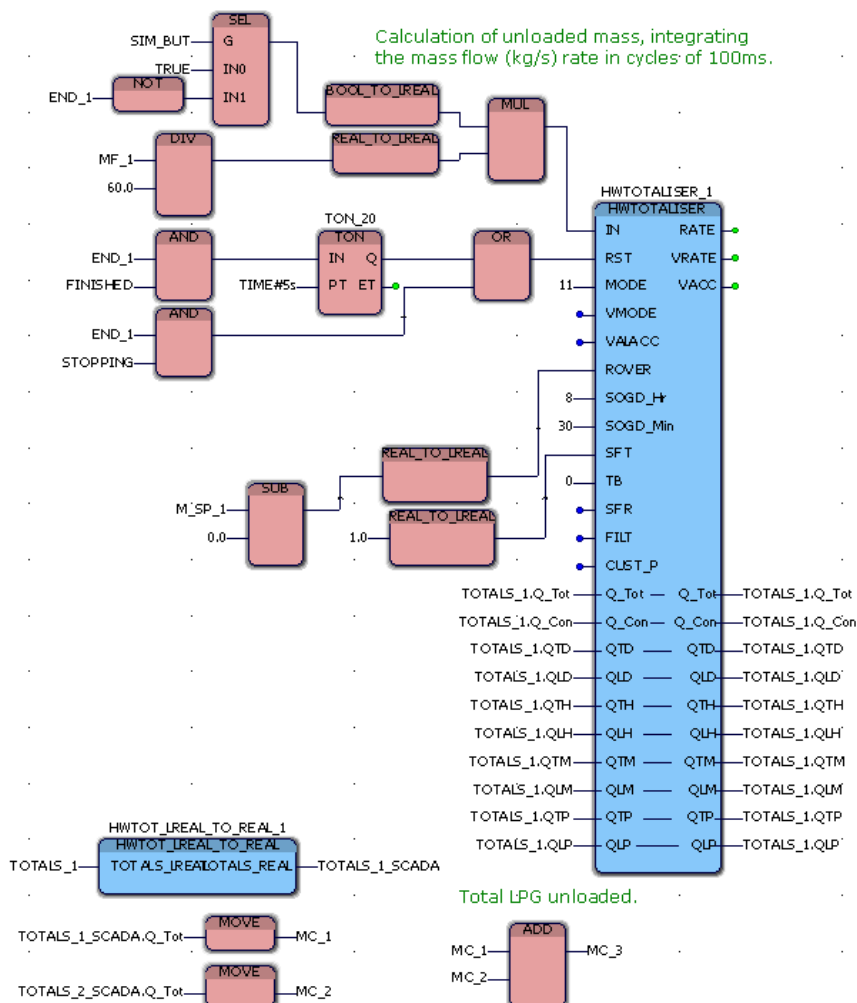 SEL
SIM_BUT G
TRUE IN0
NOT
END_1 IN1
Calculation of unloaded mass, integrating
the mass flow (kg/s) rate in cycles of 100ms.
BOOL_TO_LREAL
MUL
DIV
REAL_TO_LREAL
MF_1
60.0
HWTOTALISER_1
HWTOTALISER
IN RATE
RST VRATE
11 MODE VACC
VMODE
VALACC
ROVER
8 SOGD_Hr
30 SOGD_Min
SFT
0 TB
SFR
FILT
CUST_P
TON_20
AND
TON
OR
END_1 IN Q
FINISHED TIME#5s PT ET
AND
END_1
STOPPING
REAL_TO_LREAL
SUB
M_SP_1
0.0
REAL_TO_LREAL
1.0
TOTALS_1.Q_Tot Q_Tot Q_Tot TOTALS_1.Q_Tot
TOTALS_1.Q_Con Q_Con Q_Con TOTALS_1.Q_Con
TOTALS_1.QTD QTD QTD TOTALS_1.QTD
TOTALS_1.QLD QLD QLD TOTALS_1.QLD
TOTALS_1.QTH QTH QTH TOTALS_1.QTH
TOTALS_1.QLH QLH QLH TOTALS_1.QLH
TOTALS_1.QTM QTM QTM TOTALS_1.QTM
TOTALS_1.QLM QLM QLM TOTALS_1.QLM
TOTALS_1.QTP QTP QTP TOTALS_1.QTP
TOTALS_1.QLP QLP QLP TOTALS_1.QLP
HWTOT_LREAL_TO_REAL_1
HWTOT_LREAL_TO_REAL
TOTALS_1 TOTALS_LREAL TOTALS_REAL TOTALS_1_SCADA
MOVE
TOTALS_1_SCADA.Q_Tot MC_1
MOVE
TOTALS_2_SCADA.Q_Tot MC_2
Total LPG unloaded.
ADD
MC_1 MC_3
MC_2